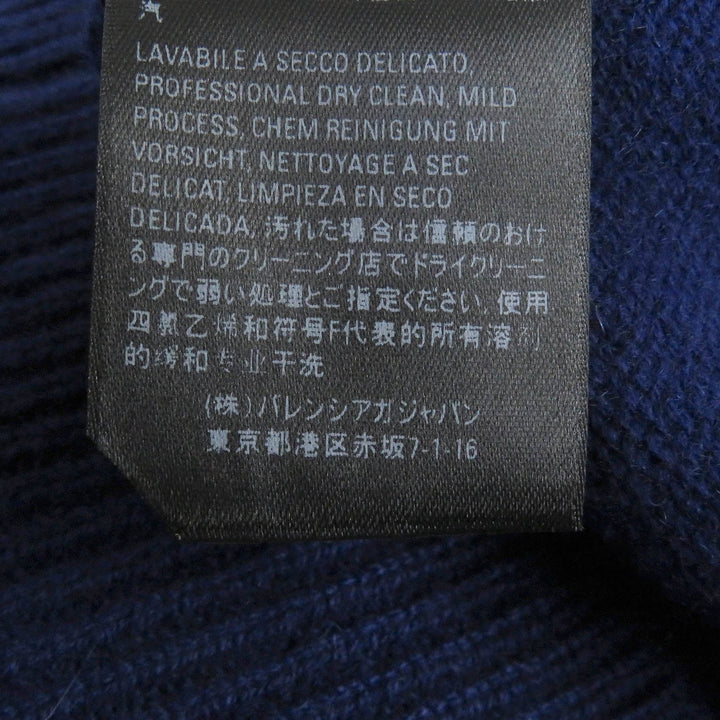 汽
LAVABILE A SECCO DELICATO,
PROFESSIONAL DRY CLEAN, MILD
PROCESS, CHEM REINIGUNG MIT
VORSICHT, NETTOYAGE A SEC
DELICAT, LIMPIEZA EN SECO
DELICADA, 汚れた場合は信頼のおけ
る専門のクリーニング店でドライクリーニ
ングで弱い処理とご指定ください. 使用
四氯乙烯和符号F代表的所有溶剂
的缓和专业干洗
(株)バレンシアガジャパン
東京都港区赤坂7-1-16